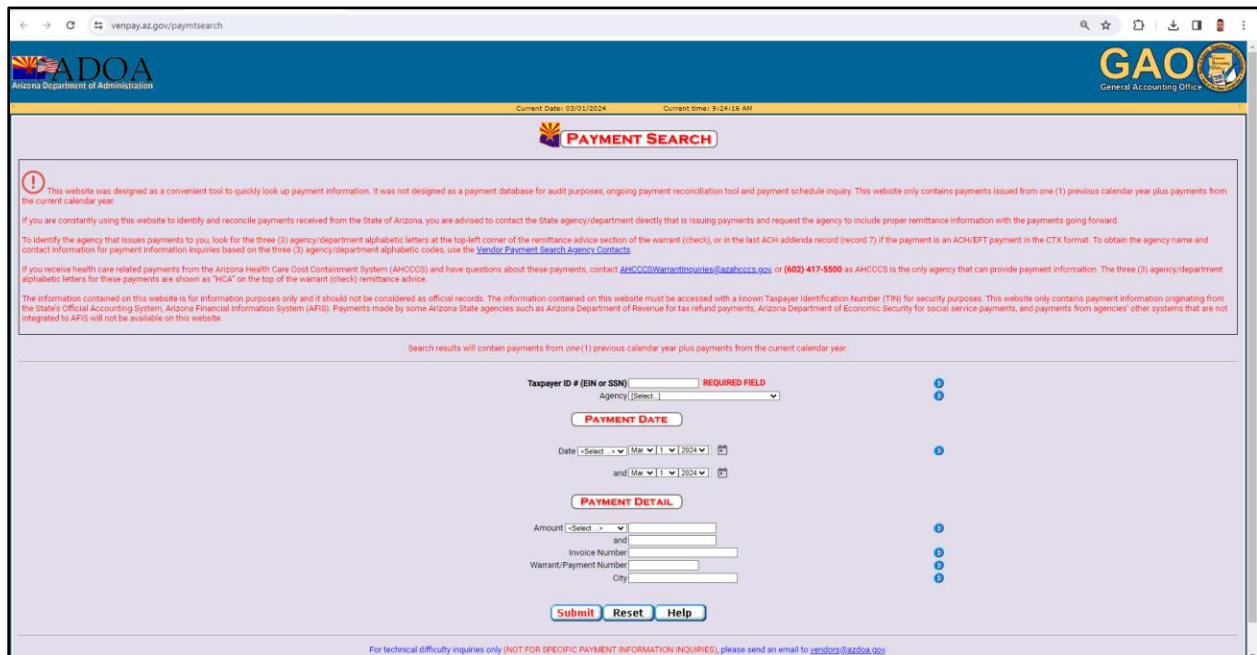 venpay.az.gov/paymtsearch
ADOA
Arizona Department of Administration
GAO
General Accounting Office
Current Date: 03/01/2024 Current time: 9:24:16 AM
PAYMENT SEARCH
This website was designed as a convenient tool to quickly look up payment information. It was not designed as a payment database for audit purposes, ongoing payment reconciliation tool and payment schedule inquiry. This website only contains payments issued from one (1) previous calendar year plus payments from
the current calendar year.
If you are constantly using this website to identify and reconcile payments received from the State of Arizona, you are advised to contact the State agency/department directly that is issuing payments and request the agency to include proper remittance information with the payments going forward.
To identify the agency that issues payments to you, look for the three (3) agency/department alphabetic letters at the top-left corner of the remittance advice section of the warrant (check), or in the last ACH addenda record (record 7) if the payment is an ACH/EFT payment in the CTX format. To obtain the agency name and
contact information for payment information inquiries based on the three (3) agency/department alphabetic codes, use the Vendor Payment Search Agency Contacts.
If you receive health care related payments from the Arizona Health Care Cost Containment System (AHCCCS) and have questions about these payments, contact AHCCCSWarrantinquiries@azahcccs.gov, or (602) 417-5500 as AHCCCS is the only agency that can provide payment information. The three (3) agency/department
alphabetic letters for these payments are shown as "HCA" on the top of the warrant (check) remittance advice.
The information contained on this website is for information purposes only and it should not be considered as official records. The information contained on this website must be accessed with a known Taxpayer Identification Number (TIN) for security purposes. This website only contains payment information originating from
the State's Official Accounting System, Arizona Financial Information System (AFIS). Payments made by some Arizona State agencies such as Arizona Department of Revenue for tax refund payments, Arizona Department of Economic Security for social service payments, and payments from agencies' other systems that are not
integrated to AFIS will not be available on this website.
Search results will contain payments from one (1) previous calendar year plus payments from the current calendar year.
Taxpayer ID # (EIN or SSN) REQUIRED FIELD
Agency [Select...]
PAYMENT DATE
Date <Select ...> Mar 1 2024
and Mar 1 2024
PAYMENT DETAIL
Amount <Select ...>
and
Invoice Number
Warrant/Payment Number
City
Submit Reset Help
For technical difficulty inquiries only (NOT FOR SPECIFIC PAYMENT INFORMATION INQUIRIES), please send an email to vendors@azdoa.gov.